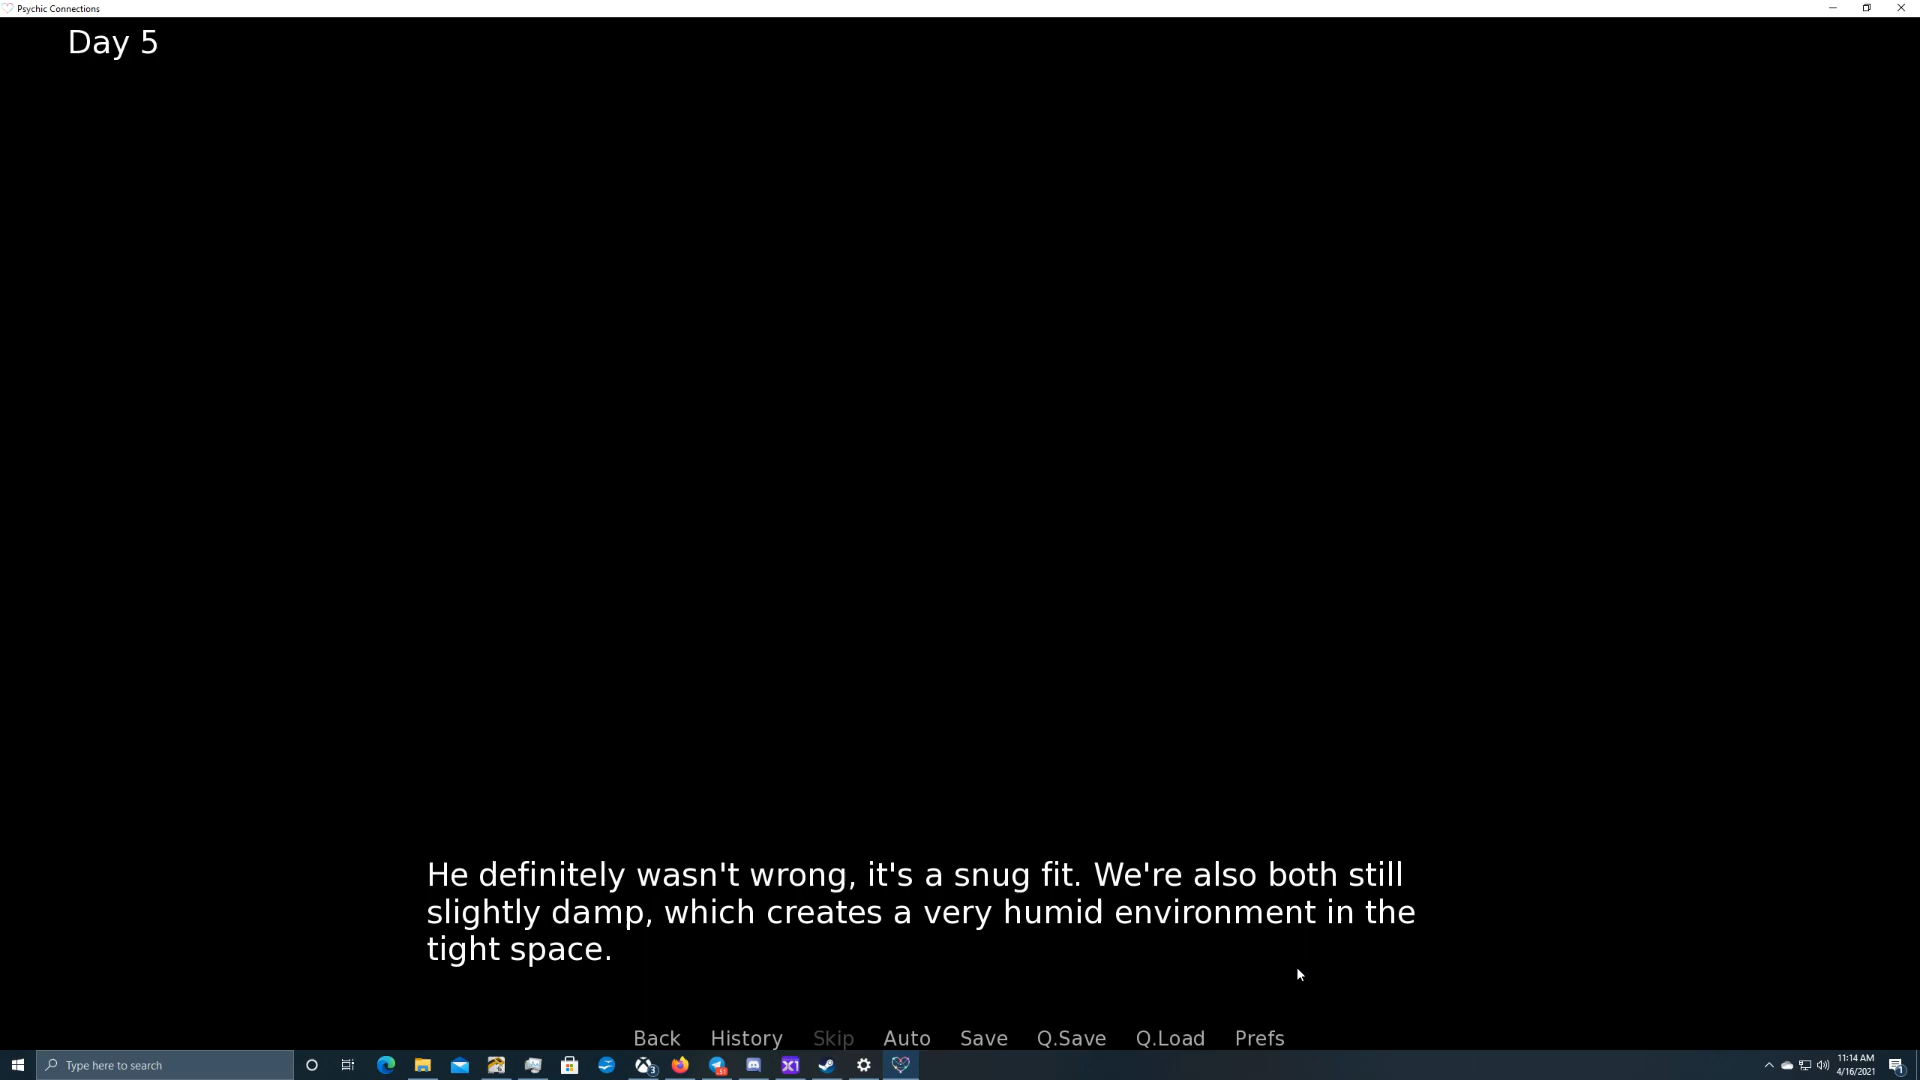 Psychic Connections
Day 5
He definitely wasn't wrong, it's a snug fit. We're also both still
slightly damp, which creates a very humid environment in the
tight space.
Back History Skip Auto Save Q.Save Q.Load Prefs
Type here to search
11:14 AM
4/16/2021